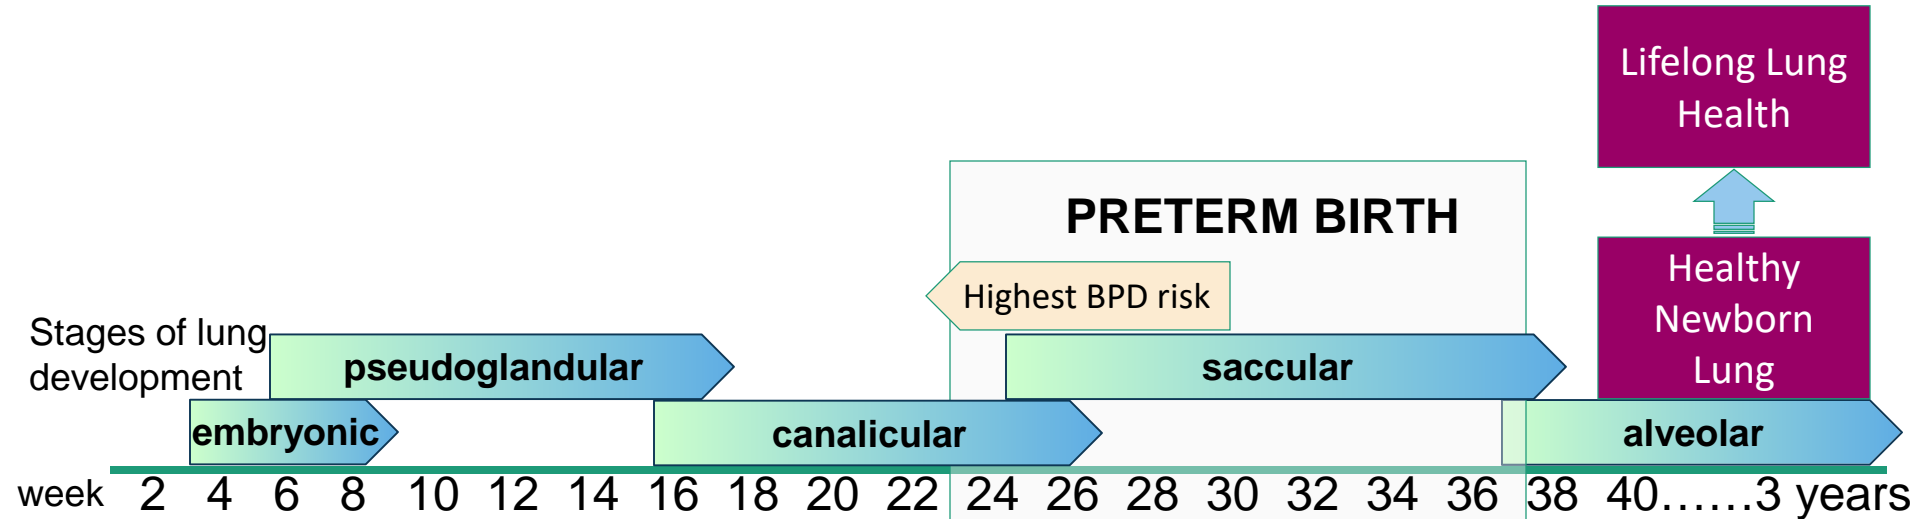 Lifelong Lung
Health
PRETERM BIRTH
Highest BPD risk
Healthy
Newborn
Lung
Stages of lung
development
pseudoglandular
saccular
embryonic
canalicular
alveolar
week 2 4 6 8 10 12 14 16 18 20 22 24 26 28 30 32 34 36 38 40……3 years